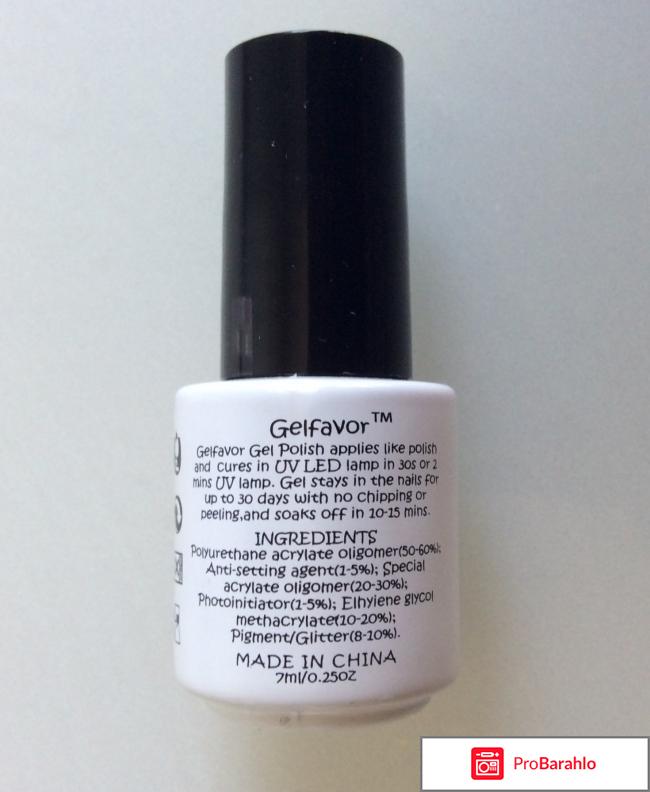 Gelfavor™
Gelfavor Gel Polish applies like polish
and cures in UV LED lamp in 30s or 2
mins UV lamp. Gel stays in the nails for
up to 30 days with no chipping or
peeling,and soaks off in 10-15 mins.
INGREDIENTS
Polyurethane acrylate oligomer(50-60%);
Anti-setting agent(1-5%); Special
acrylate oligomer(20-30%);
Photoinitiator(1-5%); Elhyiene glycol
methacrylate(10-20%);
Pigment/Glitter(8-10%).
MADE IN CHINA
7ml/0.25oz
ProBarahlo